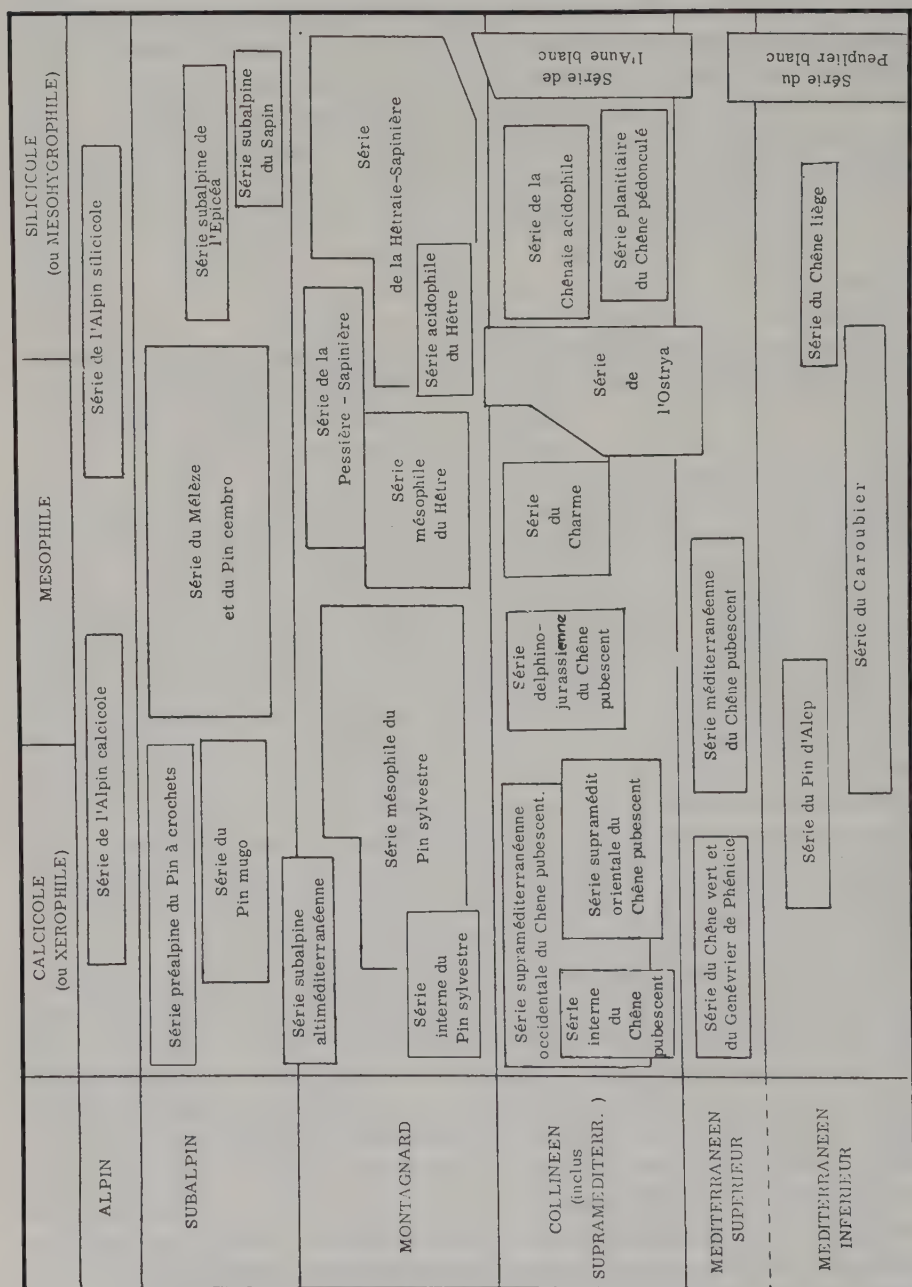 CALCICOLE
(ou XEROPHILE)
MESOPHILE
SILICICOLE
(ou MESOHYGROPHILE)
ALPIN
Série de l'Alpin calcicole
Série de l'Alpin silicicole
SUBALPIN
Série préalpine du Pin à crochets
Série du
Pin mugo
Série subalpine
altiméditerranéenne
Série du Mélèze
et du Pin cembro
Série subalpine de
l'Epicéa
Série subalpine
du Sapin
MONTAGNARD
Série
interne du
Pin sylvestre
Série mésophile du
Pin sylvestre
Série de la
Pessière - Sapinière
Série
mésophile
du Hêtre
Série
de la Hêtraie-Sapinière
Série acidophile
du Hêtre
COLLINEEN
(inclus
SUPRAMEDITERR. )
Série supraméditerranéenne
occidentale du Chene pubescent.
Série
interne
du
Chêne
pubescent
Série supramédit
orientale du
Chêne pubescent
Série
delphino-
jurassienne
du Chêne
pubescent
Série
du
Charme
Série
de
l'Ostrya
Série de la
Chênaie acidophile
Série planitiaire
du Chêne pédonculé
Série de
l'Aune blanc
MEDITERRANEEN
SUPERIEUR
Série du Chêne vert et
du Genévrier de Phénicie
Série méditerranéenne
du Chêne pubescent
MEDITERRANEEN
INFERIEUR
Série du Pin d'Alep
Série du Caroubier
Série du Chêne liège
Série du
Peuplier blanc